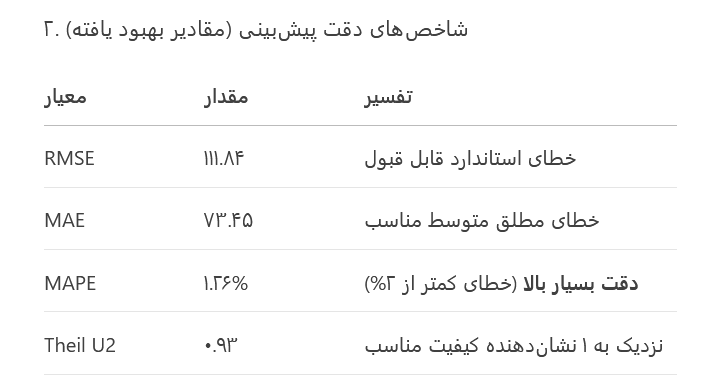 ۲. شاخص‌های دقت پیش‌بینی (مقادیر بهبود یافته)
معیار	مقدار	تفسیر
RMSE	۱۱۱.۸۴	خطای استاندارد قابل قبول
MAE	۷۳.۴۵	خطای مطلق متوسط مناسب
MAPE	۱.۲۶%	دقت بسیار بالا (خطای کمتر از ۲%)
Theil U2	۰.۹۳	نزدیک به ۱ نشان‌دهنده کیفیت مناسب